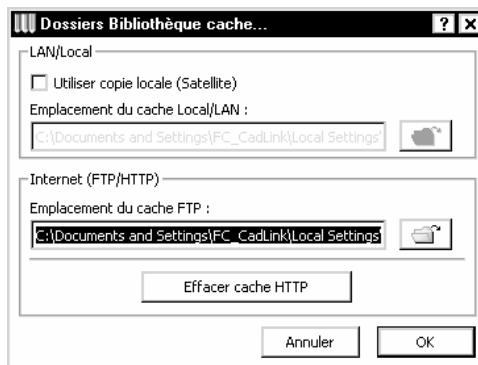 Dossiers Bibliothèque cache...
LAN/Local
Utiliser copie locale (Satellite)
Emplacement du cache Local/LAN :
C:\Documents and Settings\FC_CadLink\Local Settings\
Internet (FTP/HTTP)
Emplacement du cache FTP :
C:\Documents and Settings\FC_CadLink\Local Settings\
Effacer cache HTTP
Annuler OK